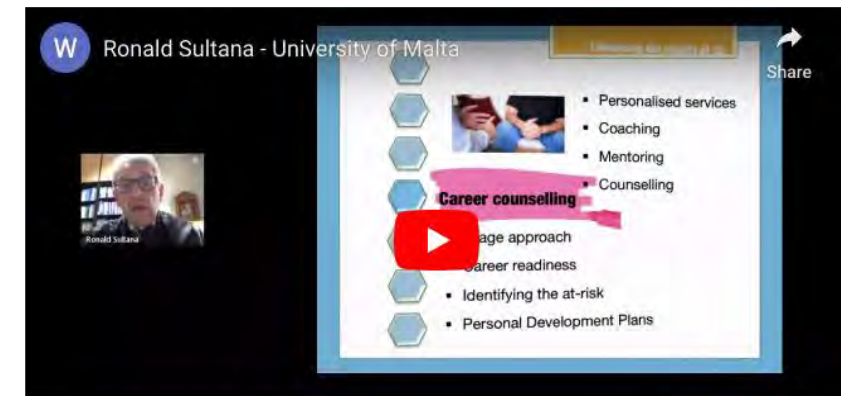 W Ronald Sultana - University of Malta
Share
Personalised services
Coaching
Mentoring
Counselling
Career counselling
age approach
Career readiness
Identifying the at-risk
Personal Development Plans
Ronald Sultana